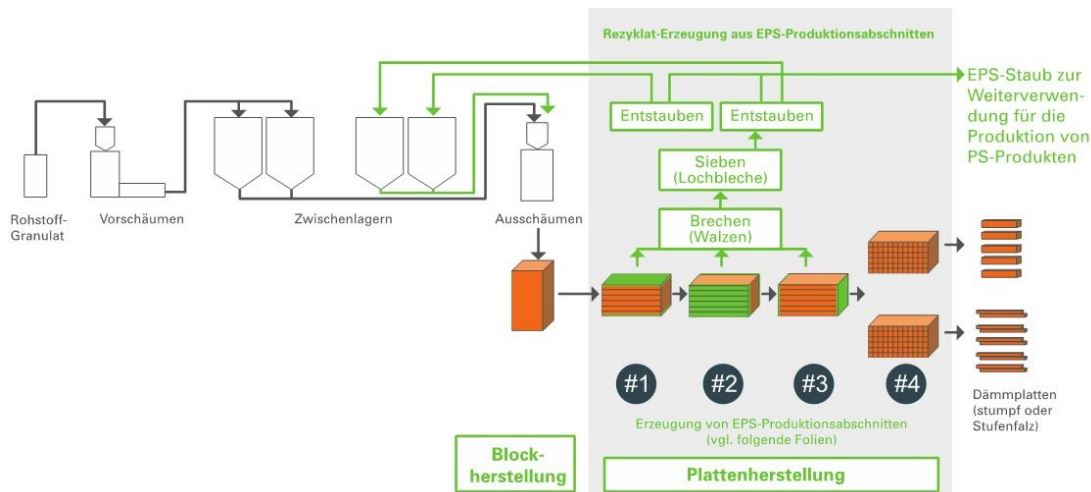 Rezyklat-Erzeugung aus EPS-Produktionsabschnitten
EPS-Staub zur
Weiterverwen-
dung für die
Produktion von
PS-Produkten
Entstauben
Entstauben
Sieben
(Lochbleche)
Brechen
(Walzen)
Rohstoff-
Granulat
Vorschäumen
Zwischenlagern
Ausschäumen
#1
#2
#3
#4
Dämmplatten
(stumpf oder
Stufenfalz)
Erzeugung von EPS-Produktionsabschnitten
(vgl. folgende Folien)
Block-
herstellung
Plattenherstellung